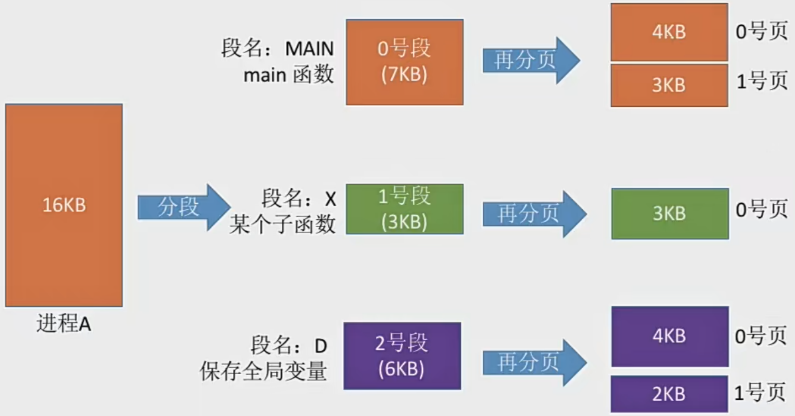 段名：MAIN
main 函数
0号段
(7KB)
再分页
4KB
0号页
3KB
1号页
16KB
进程A
分段
段名：X
某个子函数
1号段
(3KB)
再分页
3KB
0号页
段名：D
保存全局变量
2号段
(6KB)
再分页
4KB
0号页
2KB
1号页